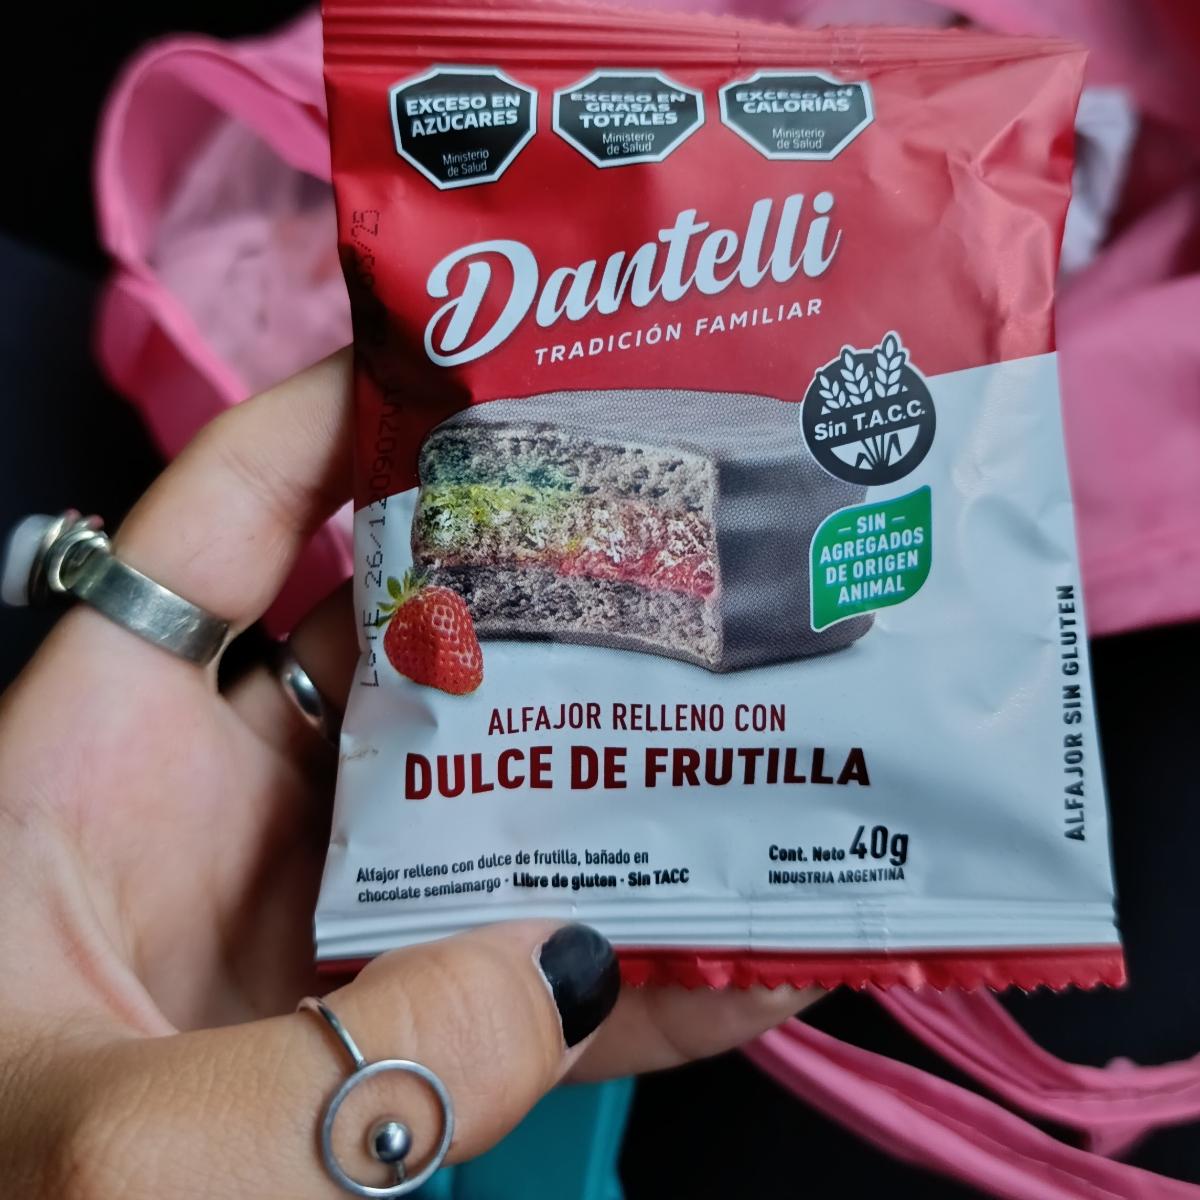 EXCESO EN
AZÚCARES
Ministerio
de Salud
EXCESO EN
GRASAS
TOTALES
Ministerio
de Salud
EXCESO EN
CALORÍAS
Ministerio
de Salud
Dantelli
TRADICIÓN FAMILIAR
Sin T.A.C.C.
— SIN —
AGREGADOS
DE ORIGEN
ANIMAL
ALFAJOR RELLENO CON
DULCE DE FRUTILLA
Alfajor relleno con dulce de frutilla, bañado en
chocolate semiamargo · Libre de gluten · Sin TACC
Cont. Neto 40g
INDUSTRIA ARGENTINA
ALFAJOR SIN GLUTEN